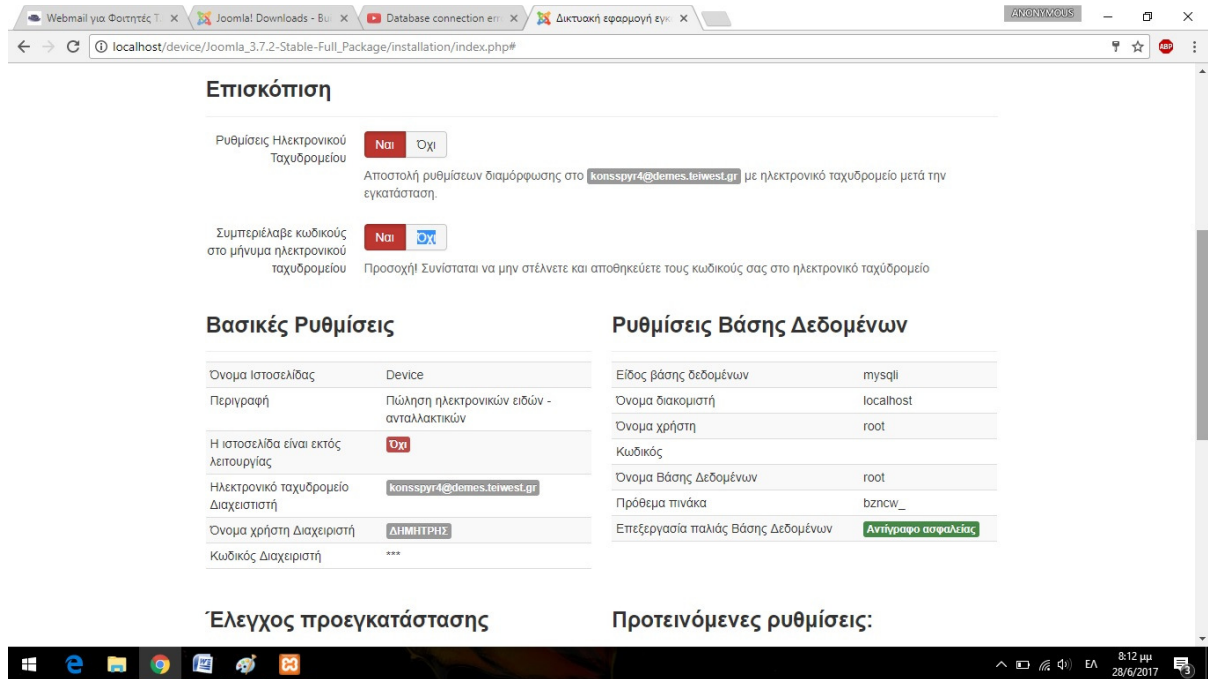 Webmail για Φοιτητές Τ.
Joomla! Downloads - Bu
Database connection err
Δικτυακή εφαρμογή εγκ
ANONYMOUS
localhost/device/Joomla_3.7.2-Stable-Full_Package/installation/index.php#
ABP
Επισκόπιση
Ρυθμίσεις Ηλεκτρονικού
Ταχυδρομείου
Ναι Όχι
Αποστολή ρυθμίσεων διαμόρφωσης στο konsspyr4@demes.teiwest.gr με ηλεκτρονικό ταχυδρομείο μετά την
εγκατάσταση.
Συμπεριέλαβε κωδικούς
στο μήνυμα ηλεκτρονικού
ταχυδρομείου
Ναι Όχι
Προσοχή! Συνίσταται να μην στέλνετε και αποθηκεύετε τους κωδικούς σας στο ηλεκτρονικό ταχύδρομείο
Βασικές Ρυθμίσεις
Όνομα Ιστοσελίδας Device
Περιγραφή Πώληση ηλεκτρονικών ειδών -
ανταλλακτικών
Η ιστοσελίδα είναι εκτός
λειτουργίας
Όχι
Ηλεκτρονικό ταχυδρομείο
Διαχειστιστή
konsspyr4@demes.teiwest.gr
Όνομα χρήστη Διαχειριστή ΔΗΜΗΤΡΗΣ
Κωδικός Διαχειριστή ***
Ρυθμίσεις Βάσης Δεδομένων
Είδος βάσης δεδομένων mysqli
Όνομα διακομιστή localhost
Όνομα χρήστη root
Κωδικός
Όνομα Βάσης Δεδομένων root
Πρόθεμα πινάκα bzncw_
Επεξεργασία παλιάς Βάσης Δεδομένων Αντίγραφο ασφαλείας
Έλεγχος προεγκατάστασης
Προτεινόμενες ρυθμίσεις:
ΕΛ
8:12 μμ
28/6/2017
3